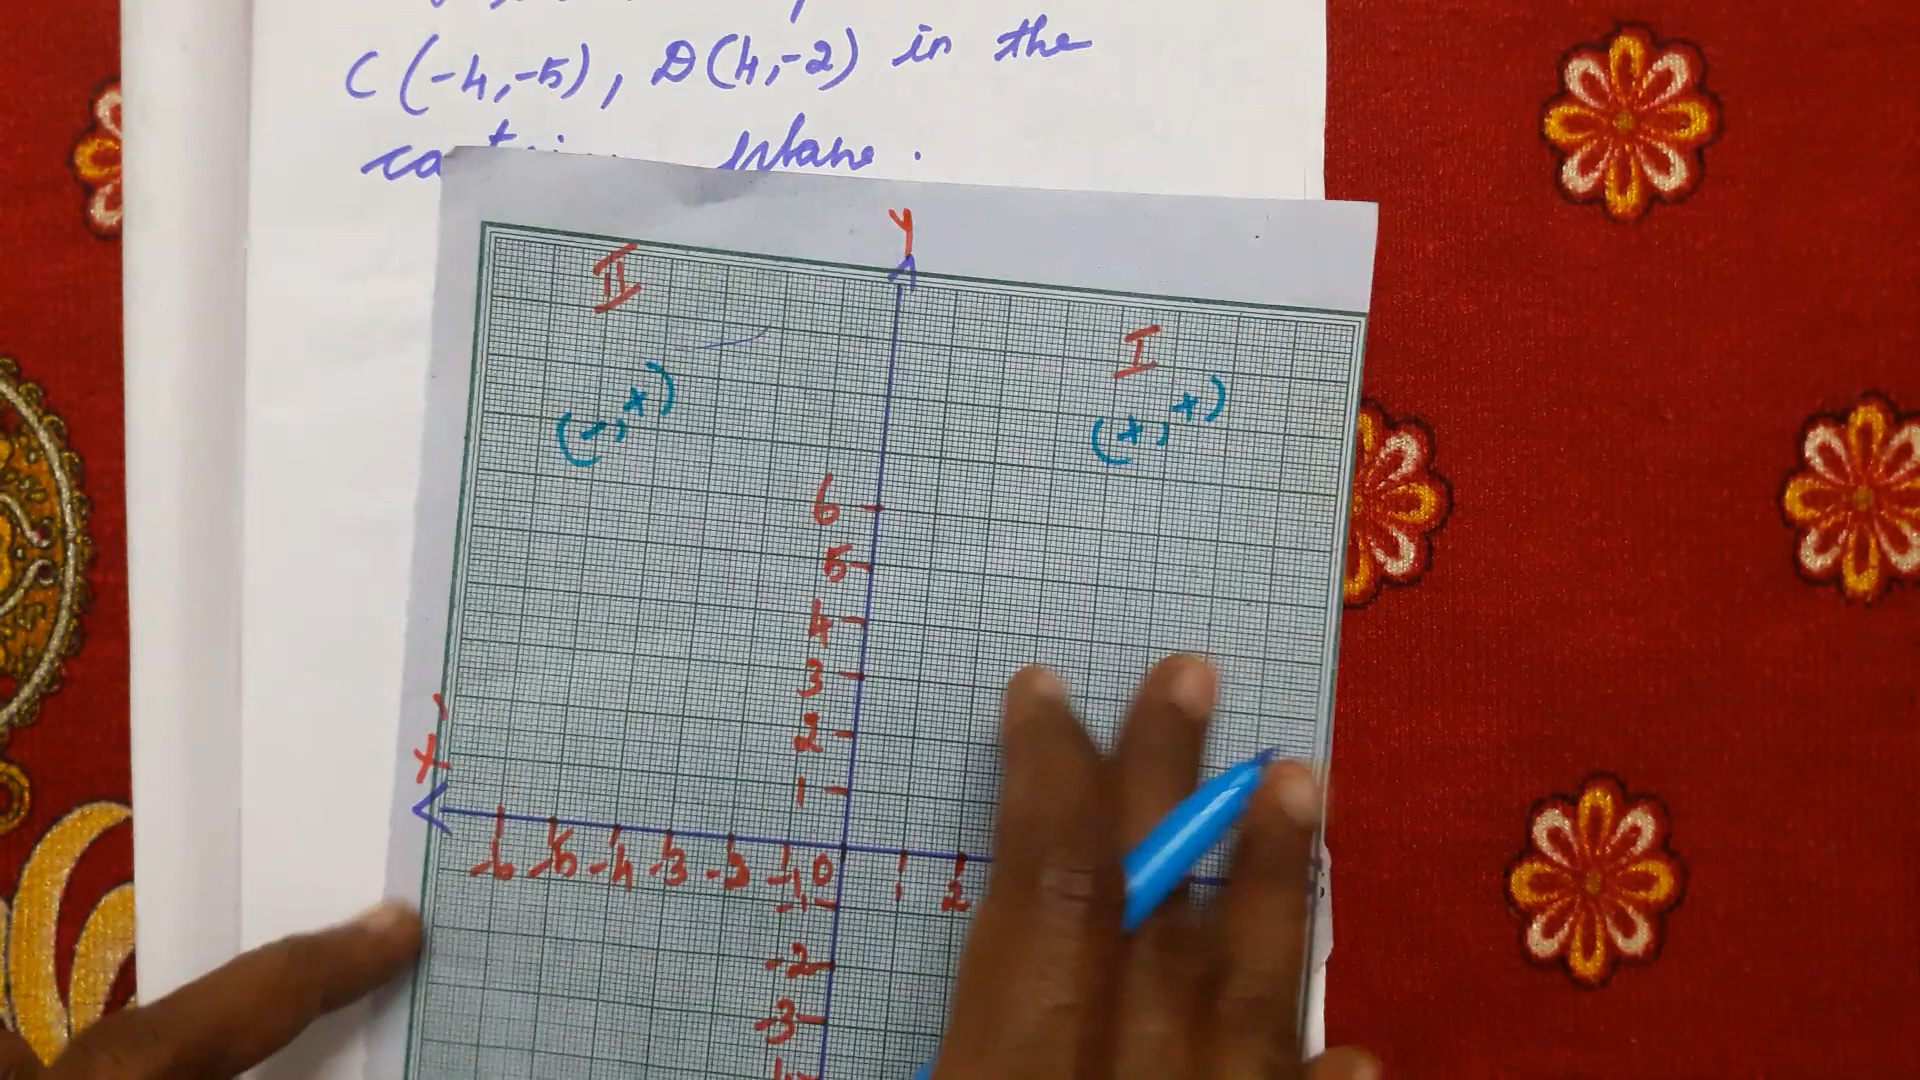 C (-4,-5), D(4,-2) in the
plane.
Y
II
I
(-,+)
(+,+)
6
5
4
3
2
X'
1
-6 -5 -4 -3 -2 -1 0 1 2
-1
-2
-3